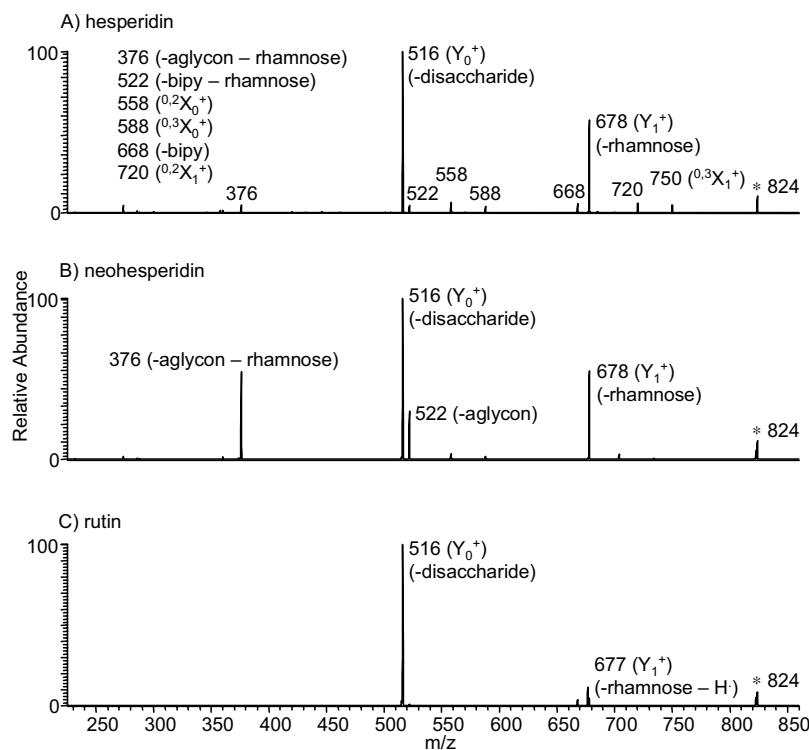 A) hesperidin
100
0
376 (-aglycon – rhamnose)
522 (-bipy – rhamnose)
558 (⁰,²X₀⁺)
588 (⁰,³X₀⁺)
668 (-bipy)
720 (⁰,²X₁⁺)
516 (Y₀⁺)
(-disaccharide)
678 (Y₁⁺)
(-rhamnose)
376
522
558
588
668
720
750 (⁰,³X₁⁺)
* 824
B) neohesperidin
Relative Abundance
100
0
376 (-aglycon – rhamnose)
516 (Y₀⁺)
(-disaccharide)
522 (-aglycon)
678 (Y₁⁺)
(-rhamnose)
* 824
C) rutin
100
0
516 (Y₀⁺)
(-disaccharide)
677 (Y₁⁺)
(-rhamnose – H·)
* 824
250 300 350 400 450 500 550 600 650 700 750 800 850
m/z